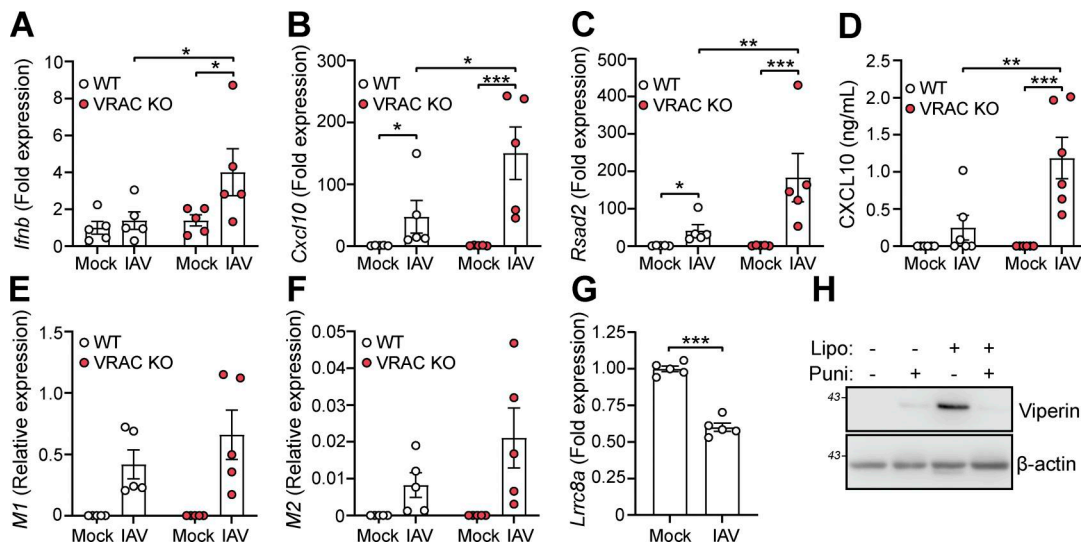 A
Ifnb (Fold expression)
10
8
6
4
2
0
WT
VRAC KO
*
*
Mock IAV Mock IAV
B
Cxcl10 (Fold expression)
300
200
100
0
WT
VRAC KO
*
***
*
Mock IAV Mock IAV
C
Rsad2 (Fold expression)
500
400
300
200
100
0
WT
VRAC KO
**
***
*
Mock IAV Mock IAV
D
CXCL10 (ng/mL)
2.5
2.0
1.5
1.0
0.5
0.0
WT
VRAC KO
**
***
Mock IAV Mock IAV
E
M1 (Relative expression)
1.5
1.0
0.5
0
WT
VRAC KO
Mock IAV Mock IAV
F
M2 (Relative expression)
0.05
0.04
0.03
0.02
0.01
0
WT
VRAC KO
Mock IAV Mock IAV
G
Lrrc8a (Fold expression)
1.25
1.00
0.75
0.50
0.25
0
***
Mock IAV
H
Lipo: - - + +
Puni: - + - +
43
Viperin
43
β-actin